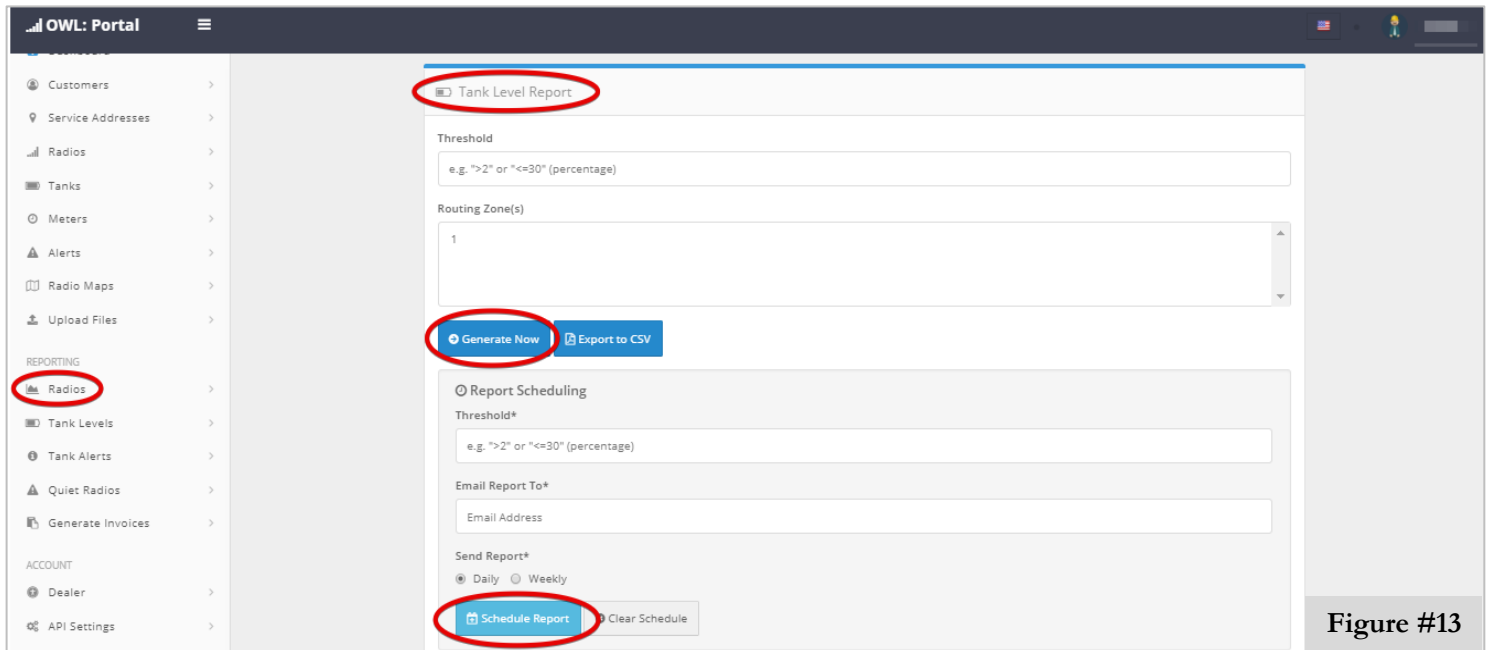 OWL: Portal
Dashboard
Customers
Service Addresses
Radios
Tanks
Meters
Alerts
Radio Maps
Upload Files
REPORTING
Radios
Tank Levels
Tank Alerts
Quiet Radios
Generate Invoices
ACCOUNT
Dealer
API Settings
Tank Level Report
Threshold
e.g. ">2" or "<=30" (percentage)
Routing Zone(s)
1
Generate Now Export to CSV
Report Scheduling
Threshold*
e.g. ">2" or "<=30" (percentage)
Email Report To*
Email Address
Send Report*
Daily Weekly
Schedule Report Clear Schedule
Figure #13